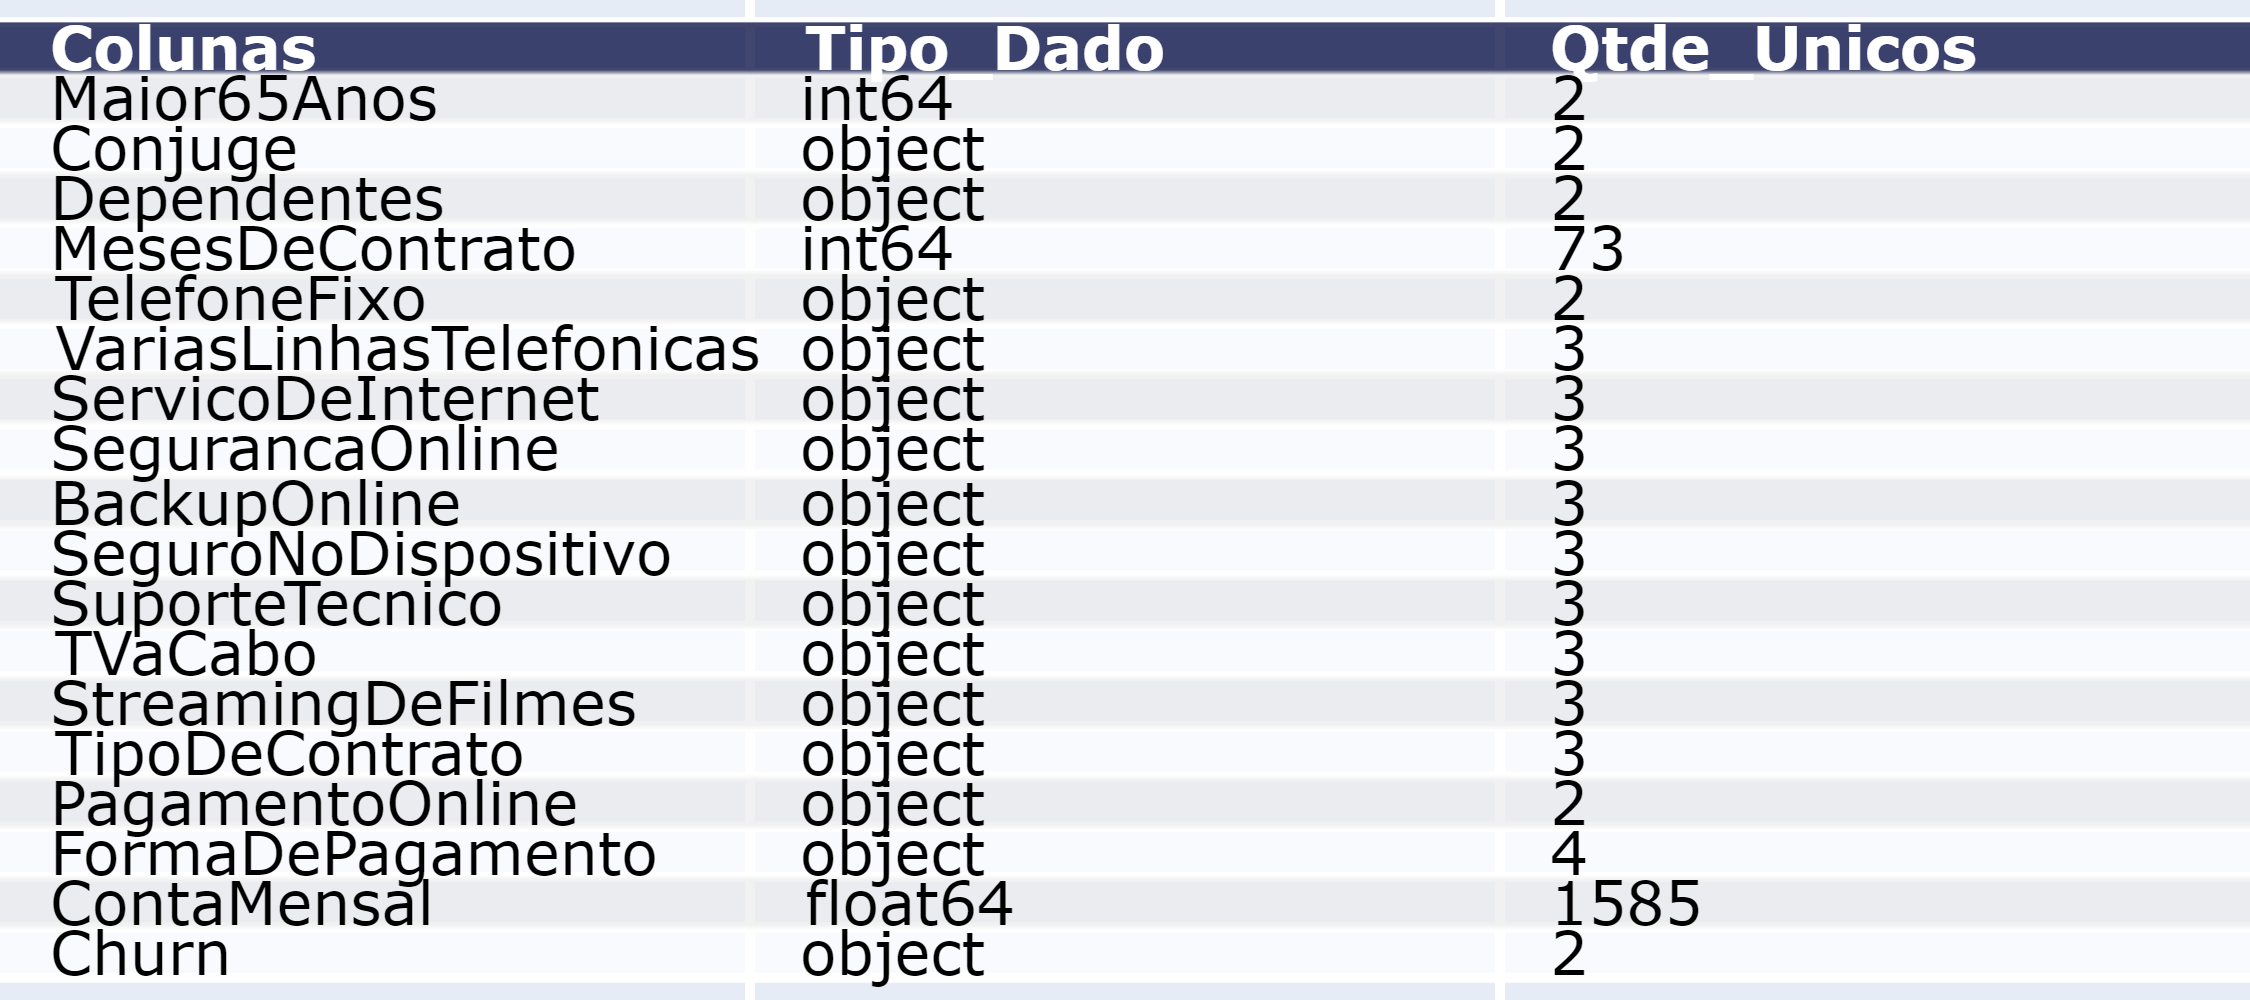 Colunas Tipo_Dado Qtde_Unicos
Maior65Anos int64 2
Conjuge object 2
Dependentes object 2
MesesDeContrato int64 73
TelefoneFixo object 2
VariasLinhasTelefonicas object 3
ServicoDeInternet object 3
SegurancaOnline object 3
BackupOnline object 3
SeguroNoDispositivo object 3
SuporteTecnico object 3
TVaCabo object 3
StreamingDeFilmes object 3
TipoDeContrato object 3
PagamentoOnline object 2
FormaDePagamento object 4
ContaMensal float64 1585
Churn object 2